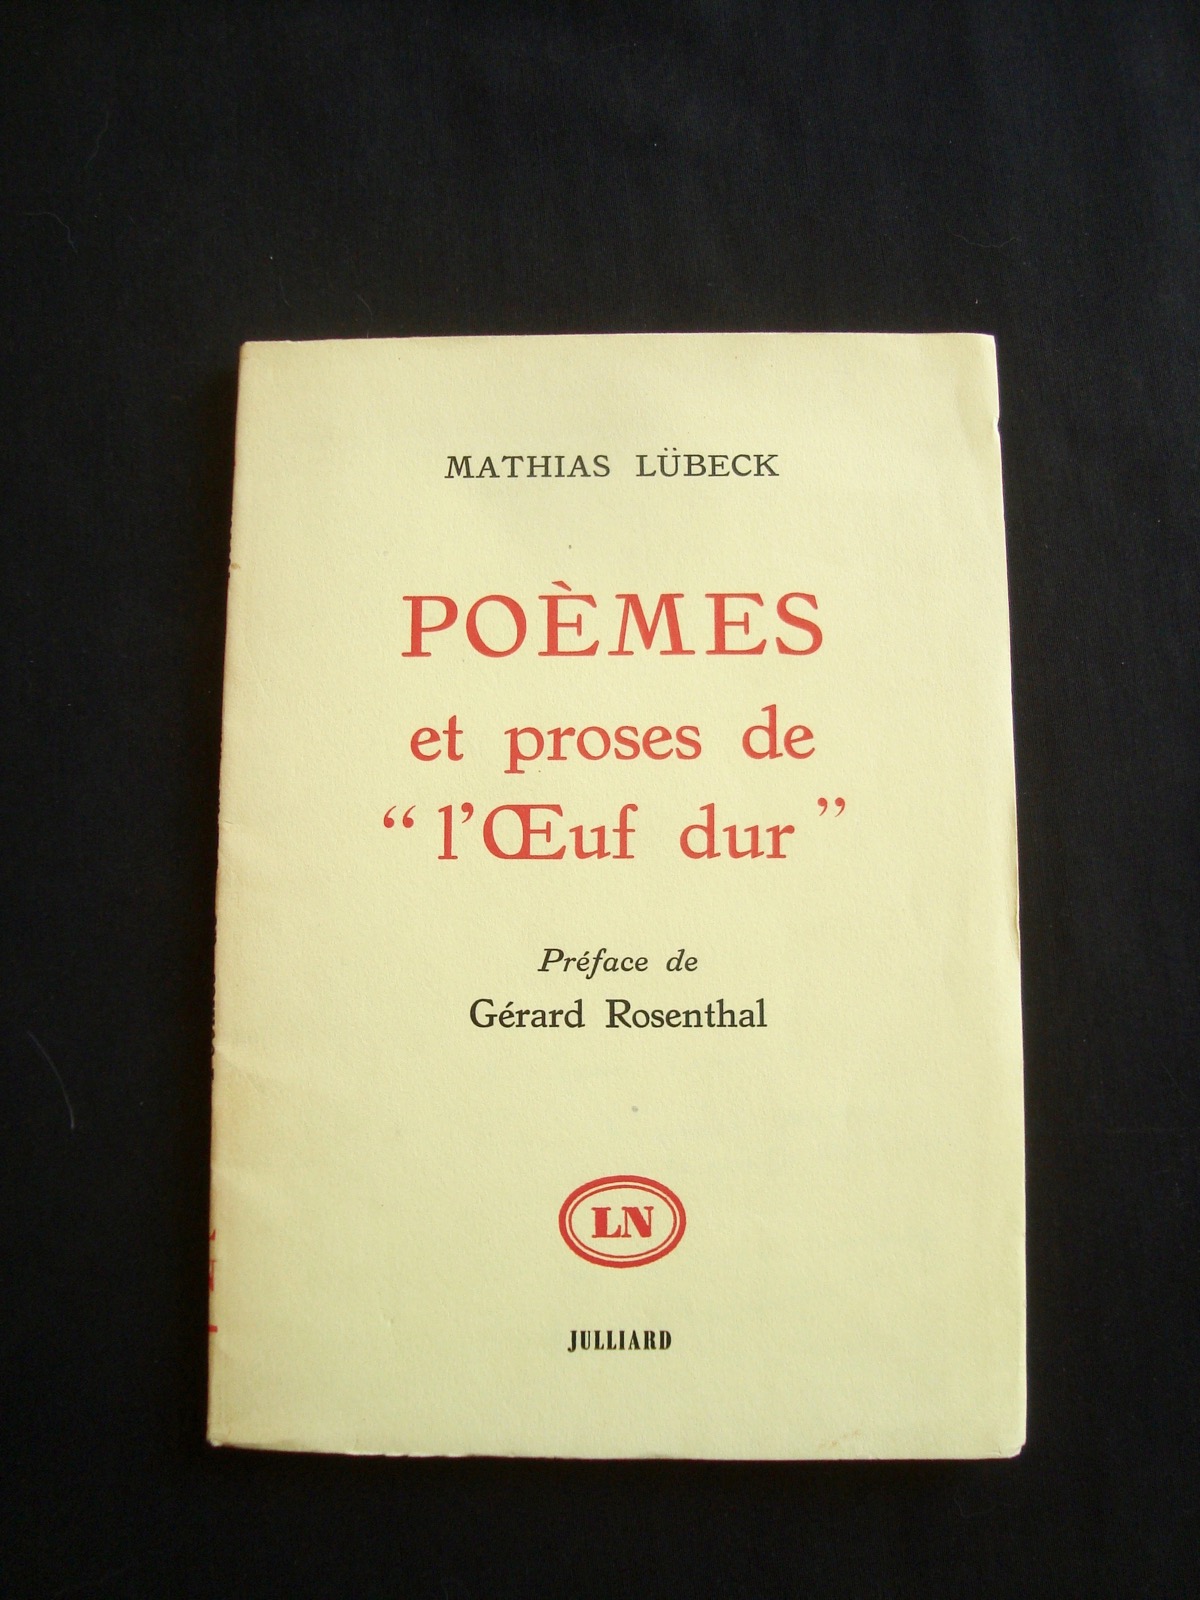 MATHIAS LÜBECK
POÈMES
et proses de
“ l’Œuf dur ”
Préface de
Gérard Rosenthal
LN
JULLIARD